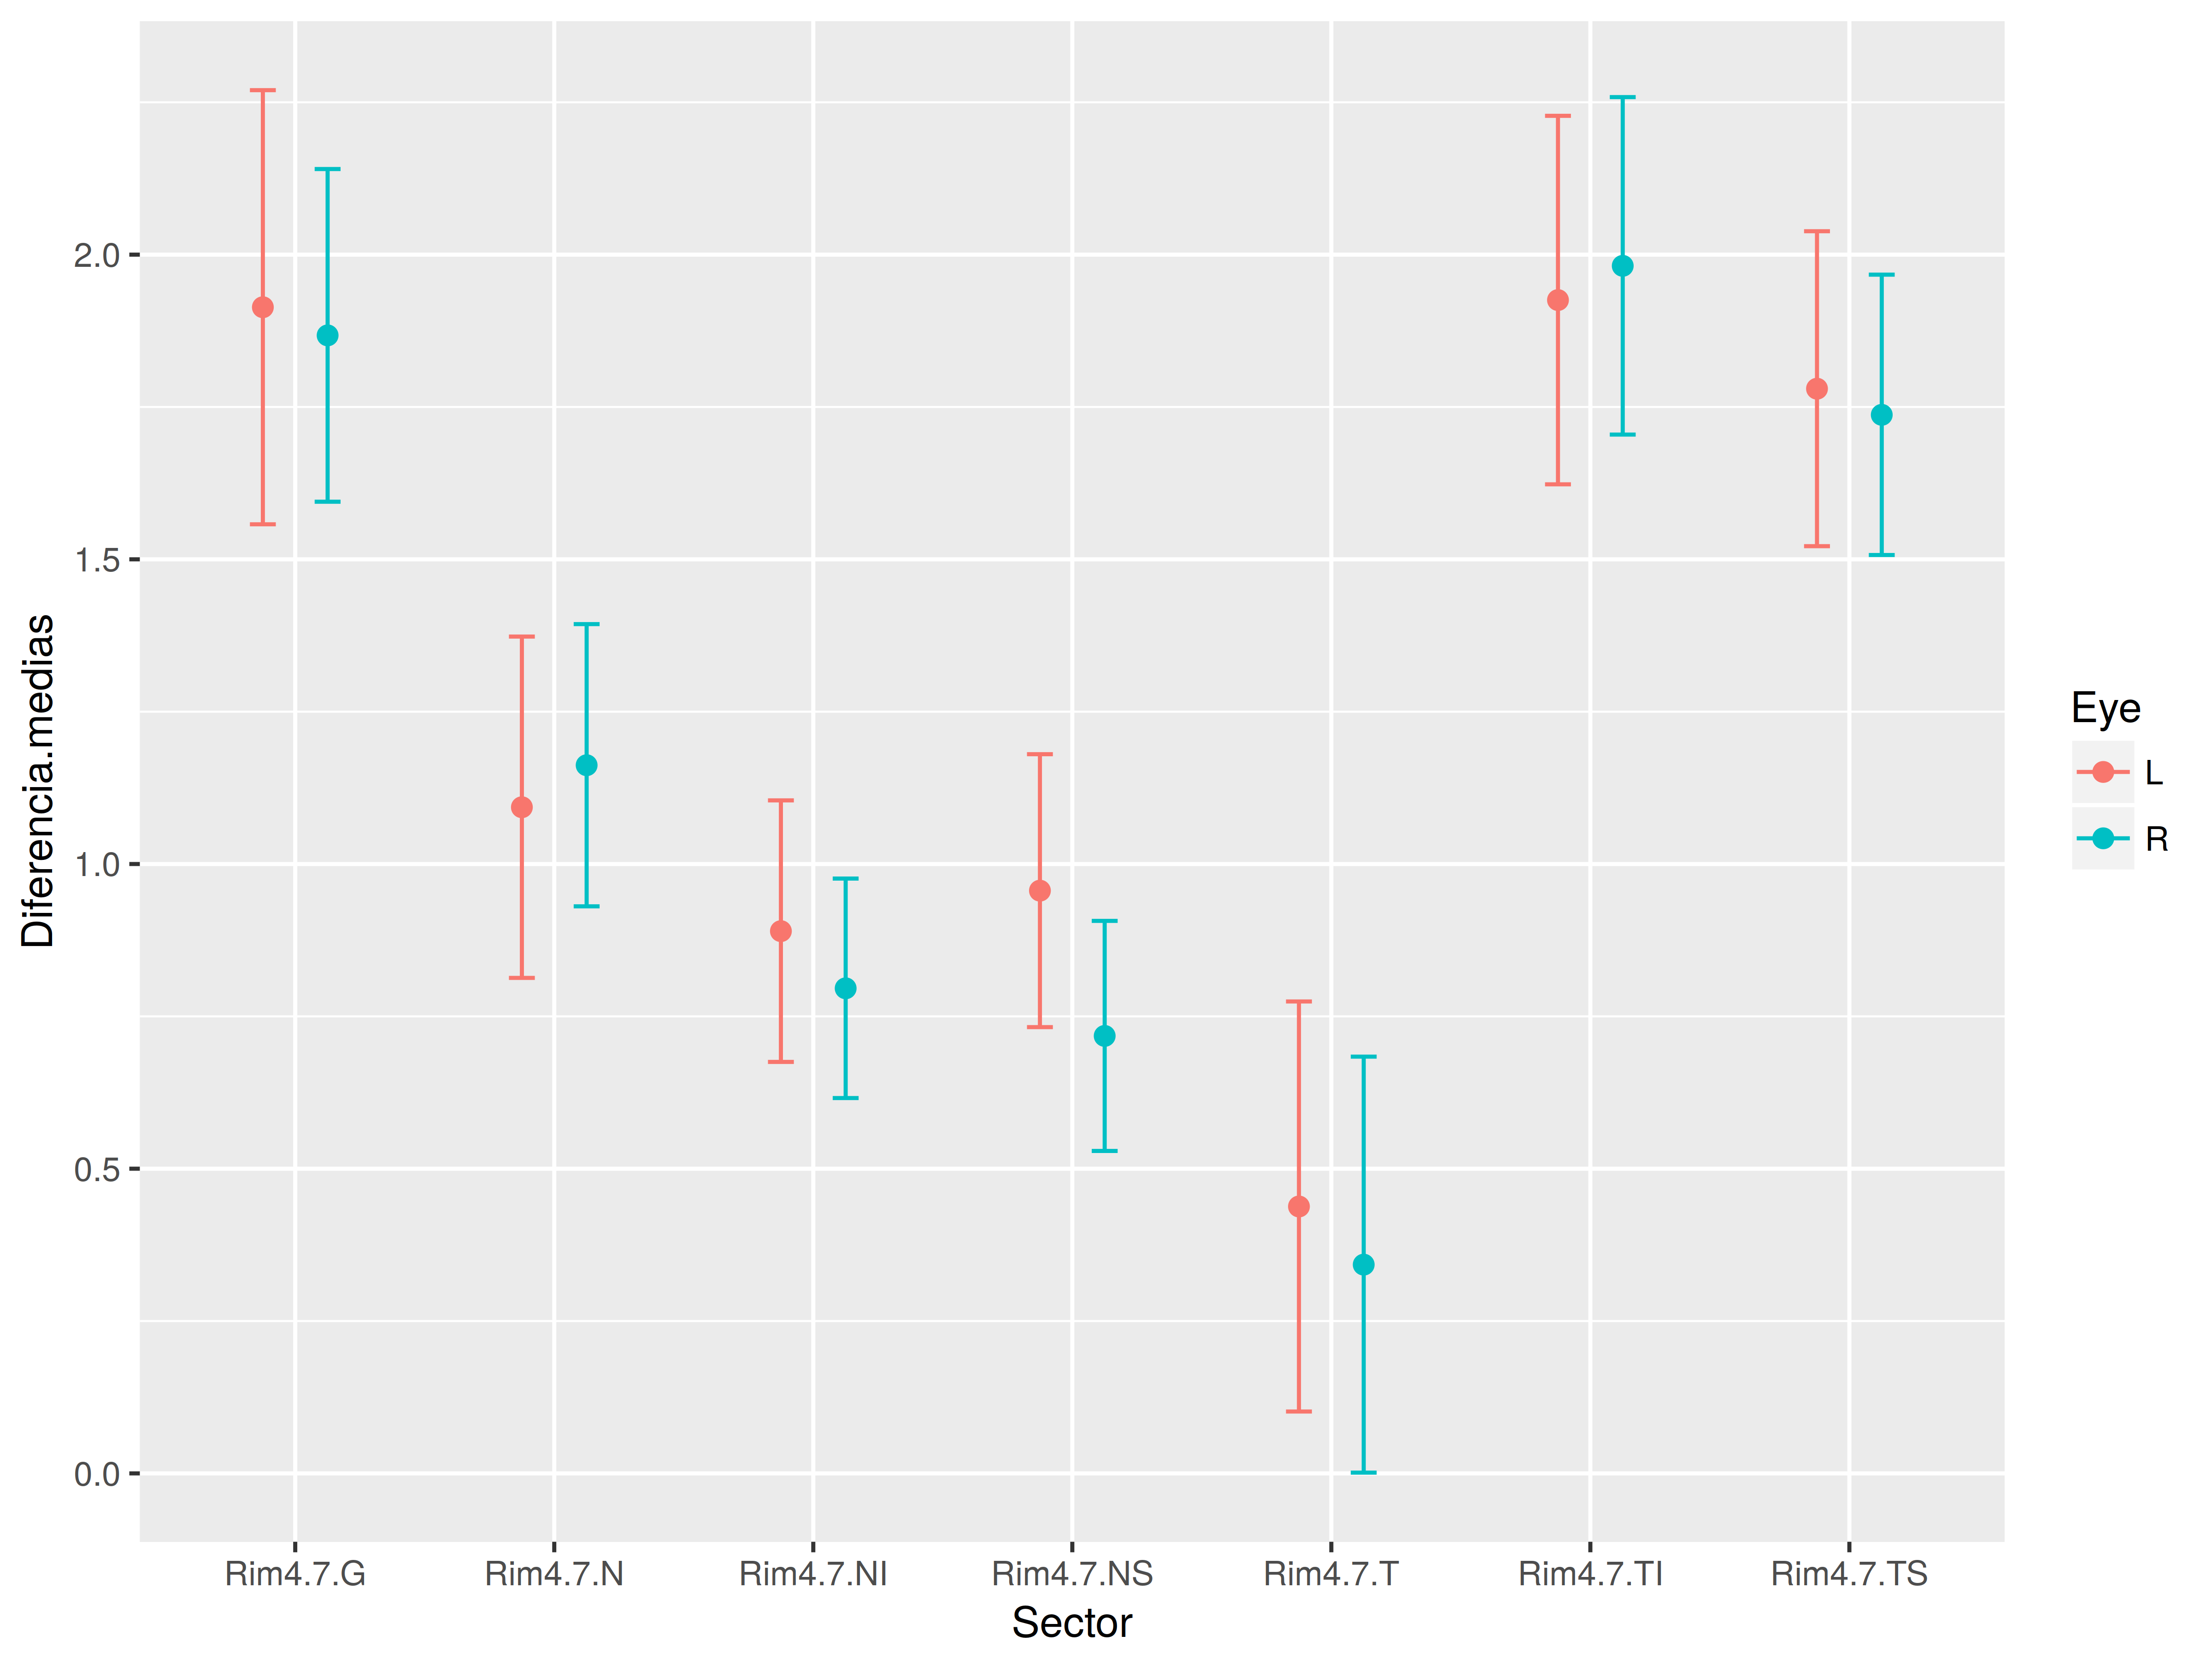 Diferencia.medias
2.0
1.5
1.0
0.5
0.0
Rim4.7.G Rim4.7.N Rim4.7.NI Rim4.7.NS Rim4.7.T Rim4.7.TI Rim4.7.TS
Sector
Eye
L
R